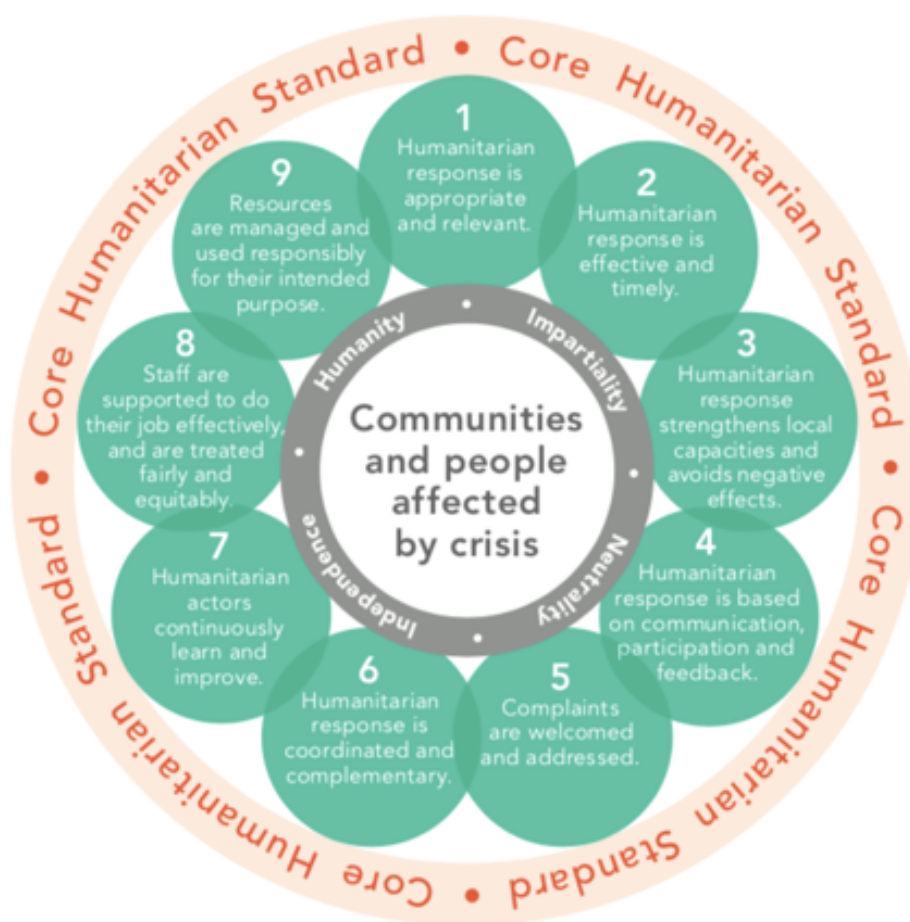 Core Humanitarian Standard • Core Humanitarian Standard • Core Humanitarian Standard • Core Humanitarian Standard •
1
Humanitarian
response is
appropriate
and relevant.
2
Humanitarian
response is
effective and
timely.
3
Humanitarian
response
strengthens local
capacities and
avoids negative
effects.
4
Humanitarian
response is based
on communication,
participation and
feedback.
5
Complaints
are welcomed
and addressed.
6
Humanitarian
response is
coordinated and
complementary.
7
Humanitarian
actors
continuously
learn and
improve.
8
Staff are
supported to do
their job effectively,
and are treated
fairly and
equitably.
9
Resources
are managed and
used responsibly
for their intended
purpose.
Humanity • Impartiality • Neutrality • Independence •
Communities
and people
affected
by crisis